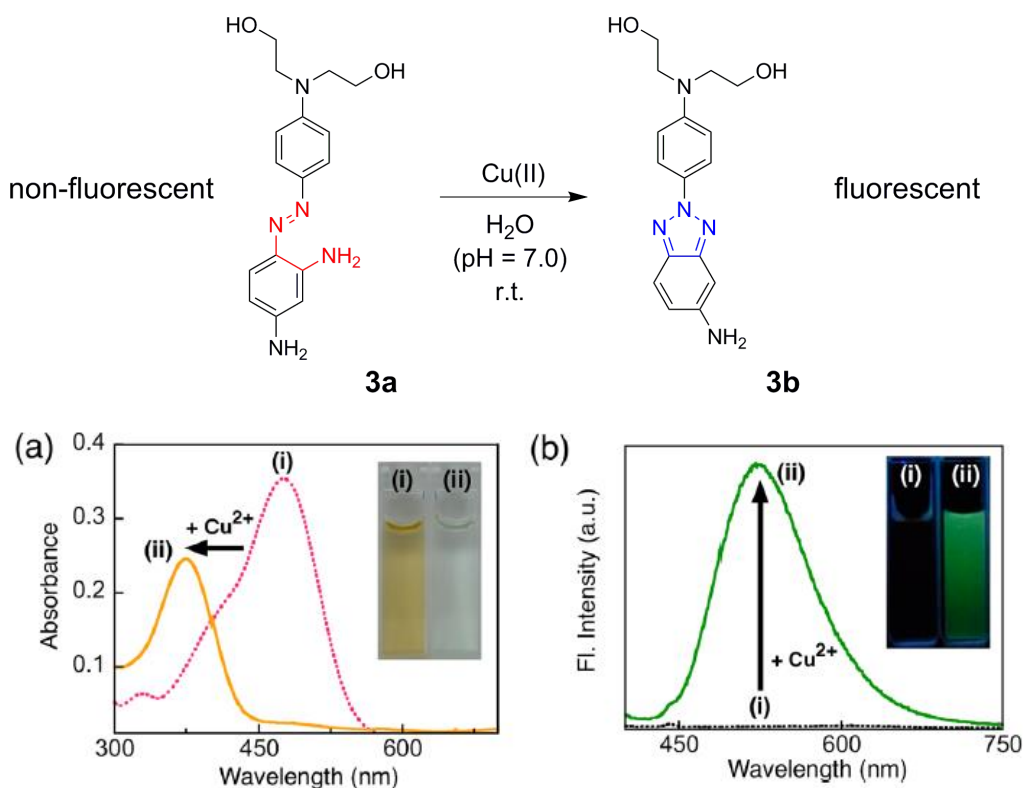 HO
OH
N
non-fluorescent
N
N
NH₂
NH₂
3a
Cu(II)
H₂O
(pH = 7.0)
r.t.
HO
OH
N
fluorescent
N
N
N
NH₂
3b
(a)
0.4
0.3
0.2
0.1
Absorbance
(i)
(ii)
+ Cu²⁺
(i)
(ii)
300
450
600
Wavelength (nm)
(b)
Fl. Intensity (a.u.)
(ii)
+ Cu²⁺
(i)
(i)
(ii)
450
600
750
Wavelength (nm)